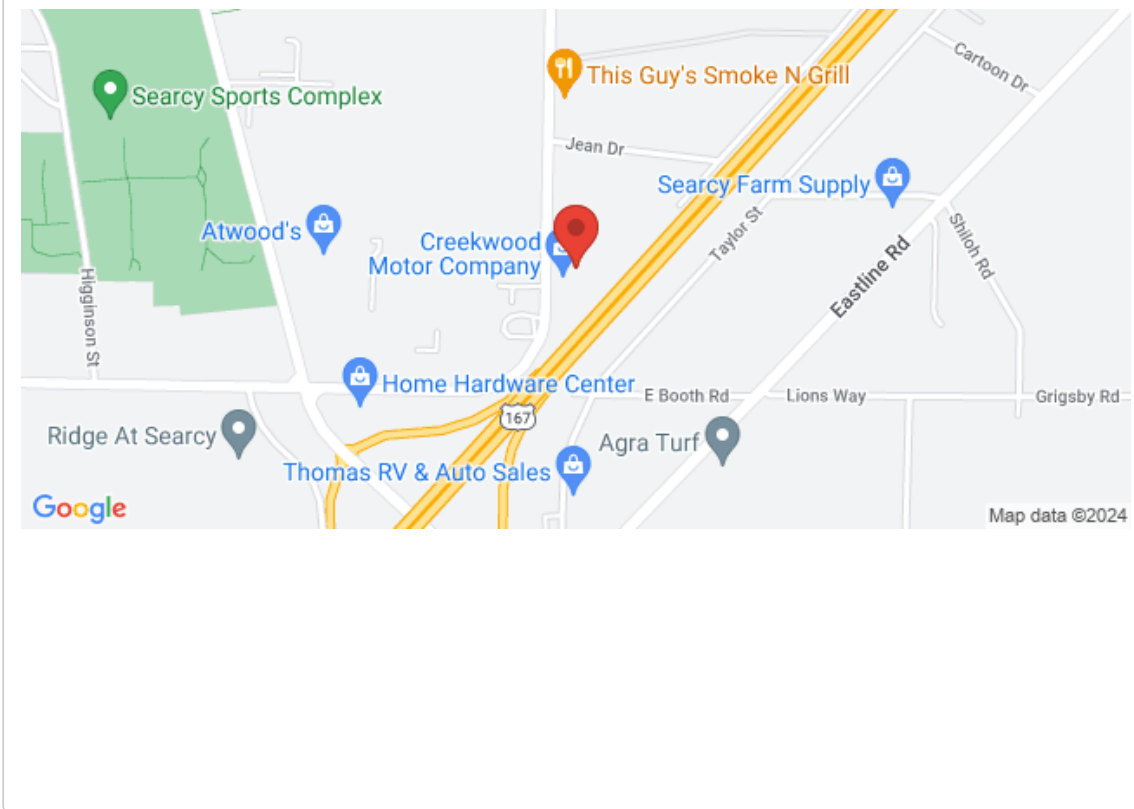 This Guy's Smoke N Grill
Cartoon Dr
Searcy Sports Complex
Jean Dr
Searcy Farm Supply
Atwood's
Taylor St
Shiloh Rd
Creekwood
Motor Company
Eastline Rd
Higginson St
Home Hardware Center
E Booth Rd
Lions Way
Grigsby Rd
167
Ridge At Searcy
Agra Turf
Thomas RV & Auto Sales
Google
Map data ©2024